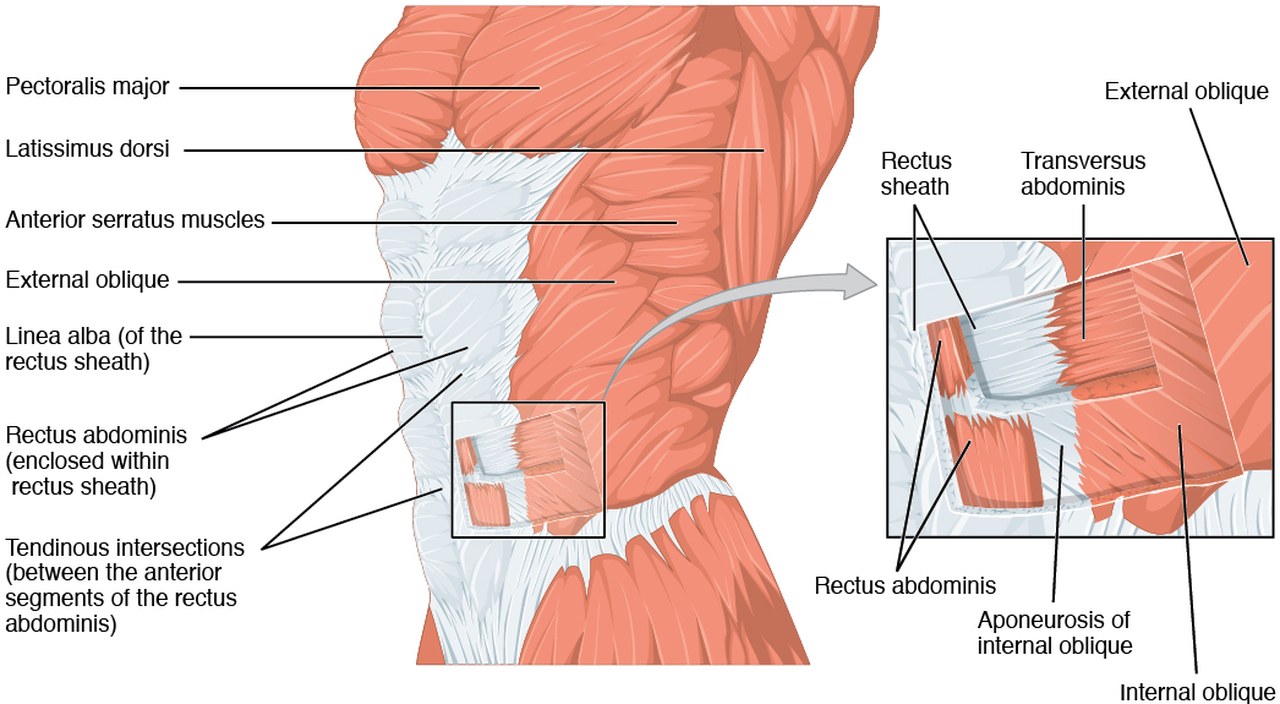 Pectoralis major
Latissimus dorsi
Anterior serratus muscles
External oblique
Linea alba (of the
rectus sheath)
Rectus abdominis
(enclosed within
rectus sheath)
Tendinous intersections
(between the anterior
segments of the rectus
abdominis)
External oblique
Rectus
sheath
Transversus
abdominis
Rectus abdominis
Aponeurosis of
internal oblique
Internal oblique